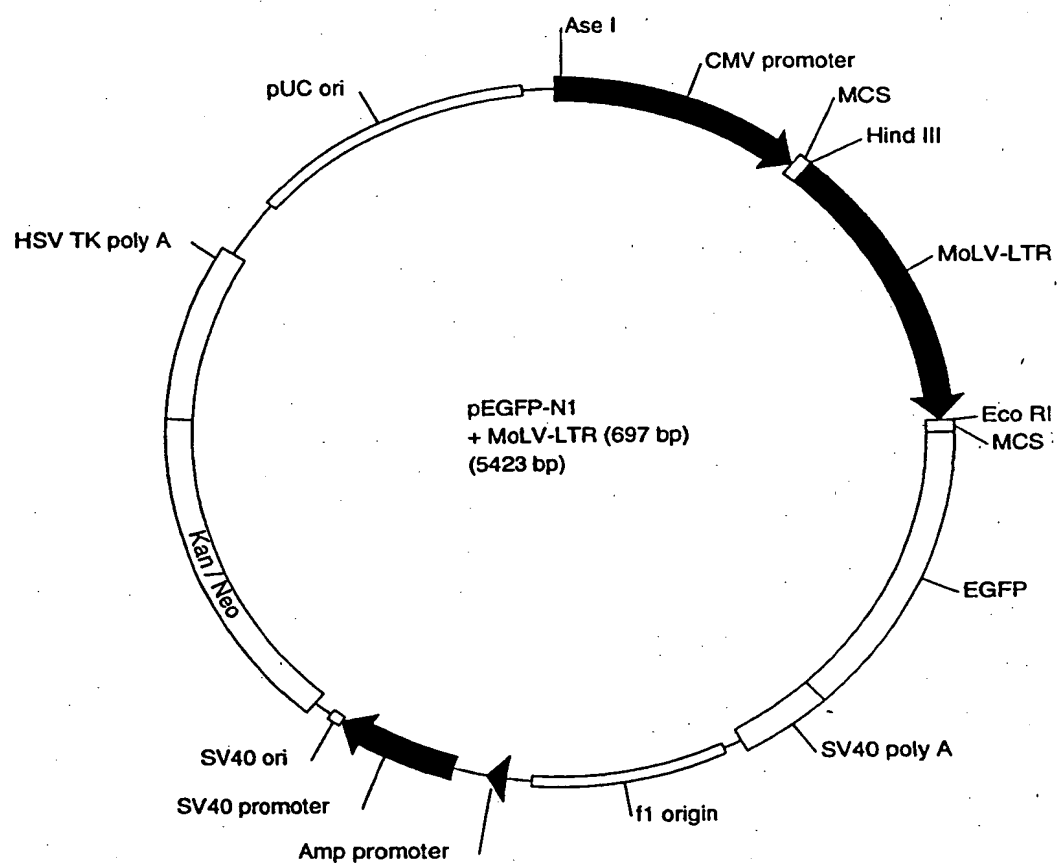 Ase I
CMV promoter
pUC ori
MCS
Hind III
HSV TK poly A
MoLV-LTR
pEGFP-N1
+ MoLV-LTR (697 bp)
(5423 bp)
Eco RI
MCS
Kan / Neo
EGFP
SV40 ori
SV40 poly A
SV40 promoter
f1 origin
Amp promoter